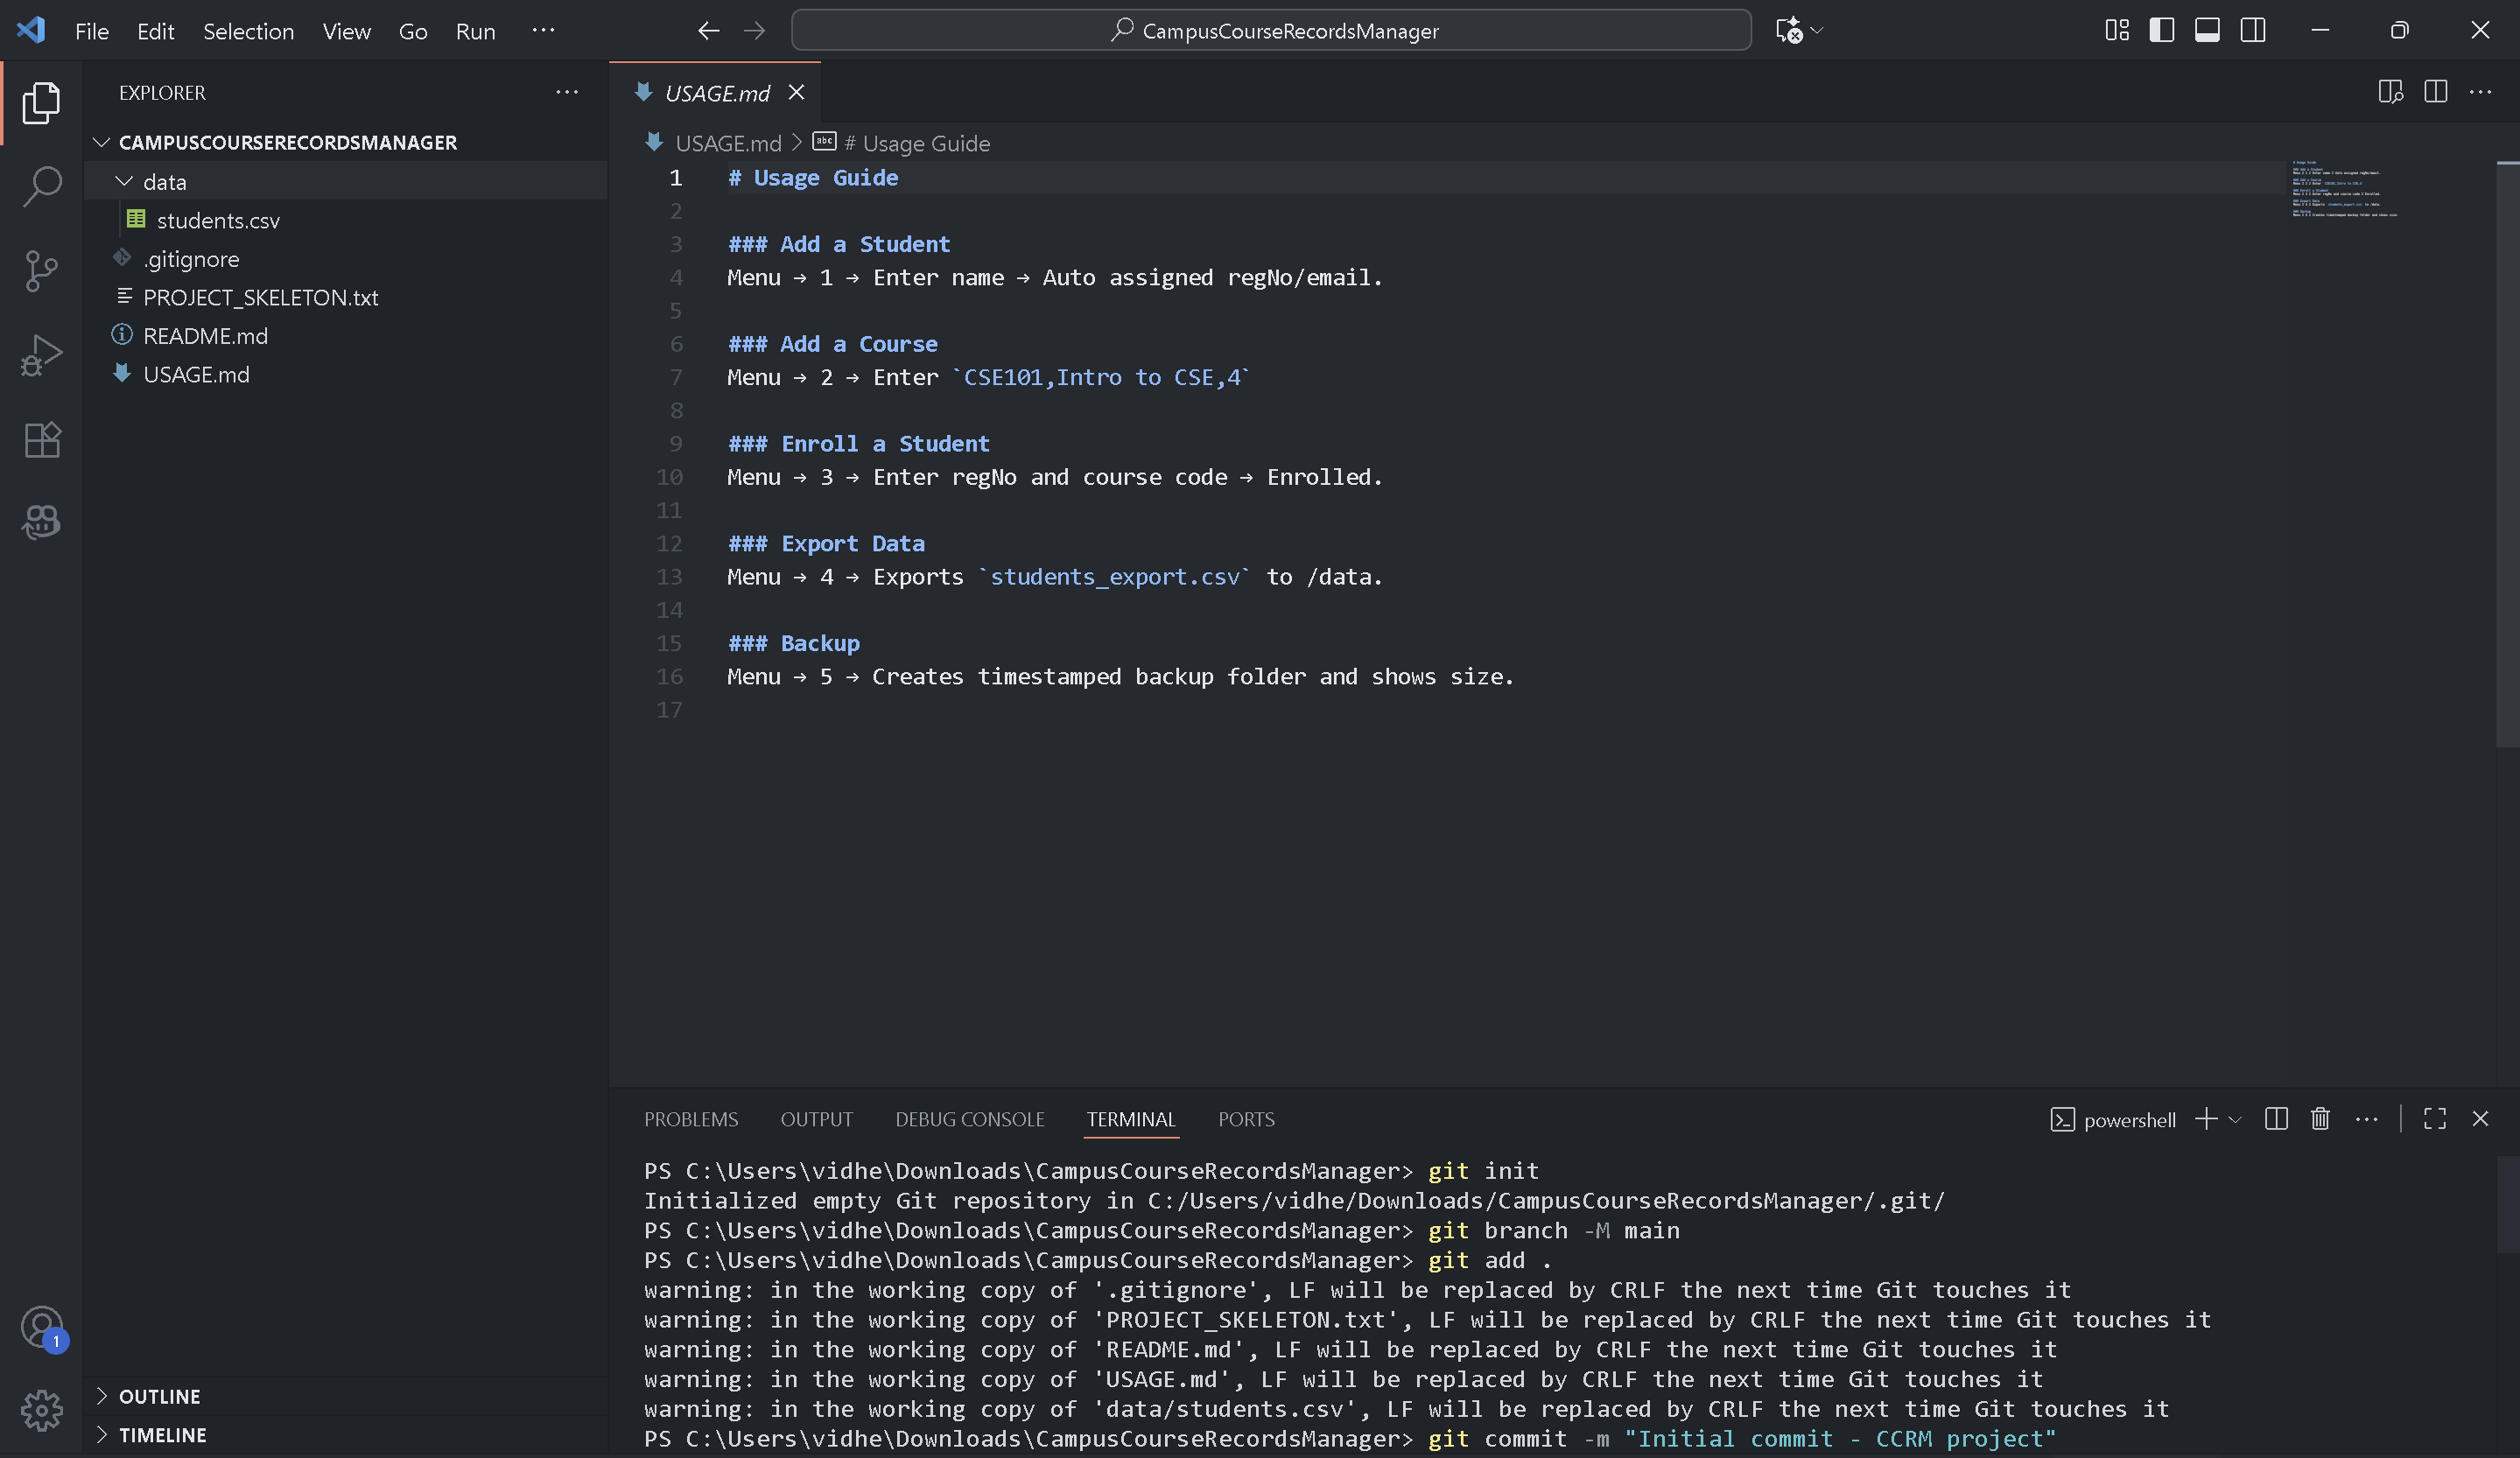 File Edit Selection View Go Run ···
CampusCourseRecordsManager
EXPLORER ···
CAMPUSCOURSERECORDSMANAGER
data
students.csv
.gitignore
PROJECT_SKELETON.txt
README.md
USAGE.md
1
OUTLINE
TIMELINE
USAGE.md
USAGE.md > abc # Usage Guide
1 # Usage Guide
2
3 ### Add a Student
4 Menu → 1 → Enter name → Auto assigned regNo/email.
5
6 ### Add a Course
7 Menu → 2 → Enter `CSE101,Intro to CSE,4`
8
9 ### Enroll a Student
10 Menu → 3 → Enter regNo and course code → Enrolled.
11
12 ### Export Data
13 Menu → 4 → Exports `students_export.csv` to /data.
14
15 ### Backup
16 Menu → 5 → Creates timestamped backup folder and shows size.
17
PROBLEMS OUTPUT DEBUG CONSOLE TERMINAL PORTS powershell
PS C:\Users\vidhe\Downloads\CampusCourseRecordsManager> git init
Initialized empty Git repository in C:/Users/vidhe/Downloads/CampusCourseRecordsManager/.git/
PS C:\Users\vidhe\Downloads\CampusCourseRecordsManager> git branch -M main
PS C:\Users\vidhe\Downloads\CampusCourseRecordsManager> git add .
warning: in the working copy of '.gitignore', LF will be replaced by CRLF the next time Git touches it
warning: in the working copy of 'PROJECT_SKELETON.txt', LF will be replaced by CRLF the next time Git touches it
warning: in the working copy of 'README.md', LF will be replaced by CRLF the next time Git touches it
warning: in the working copy of 'USAGE.md', LF will be replaced by CRLF the next time Git touches it
warning: in the working copy of 'data/students.csv', LF will be replaced by CRLF the next time Git touches it
PS C:\Users\vidhe\Downloads\CampusCourseRecordsManager> git commit -m "Initial commit - CCRM project"